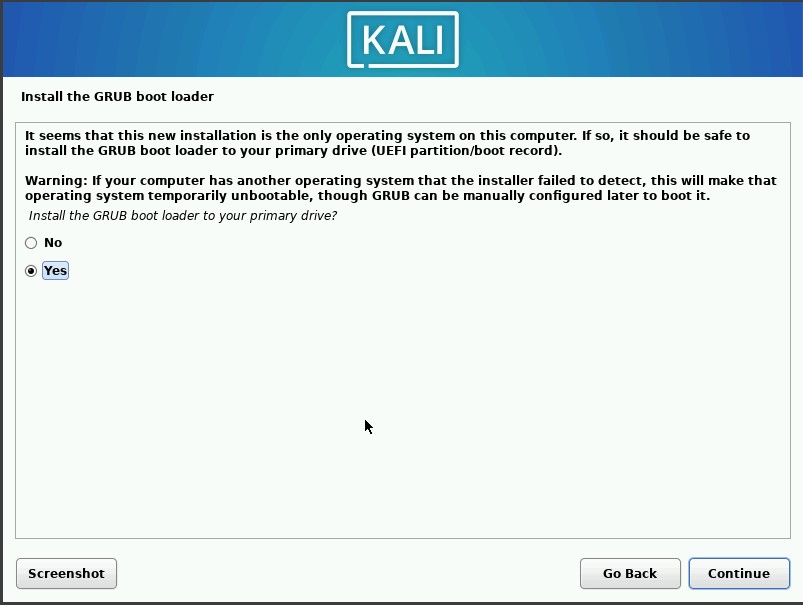 KALI
Install the GRUB boot loader
It seems that this new installation is the only operating system on this computer. If so, it should be safe to
install the GRUB boot loader to your primary drive (UEFI partition/boot record).
Warning: If your computer has another operating system that the installer failed to detect, this will make that
operating system temporarily unbootable, though GRUB can be manually configured later to boot it.
Install the GRUB boot loader to your primary drive?
No
Yes
Screenshot
Go Back
Continue